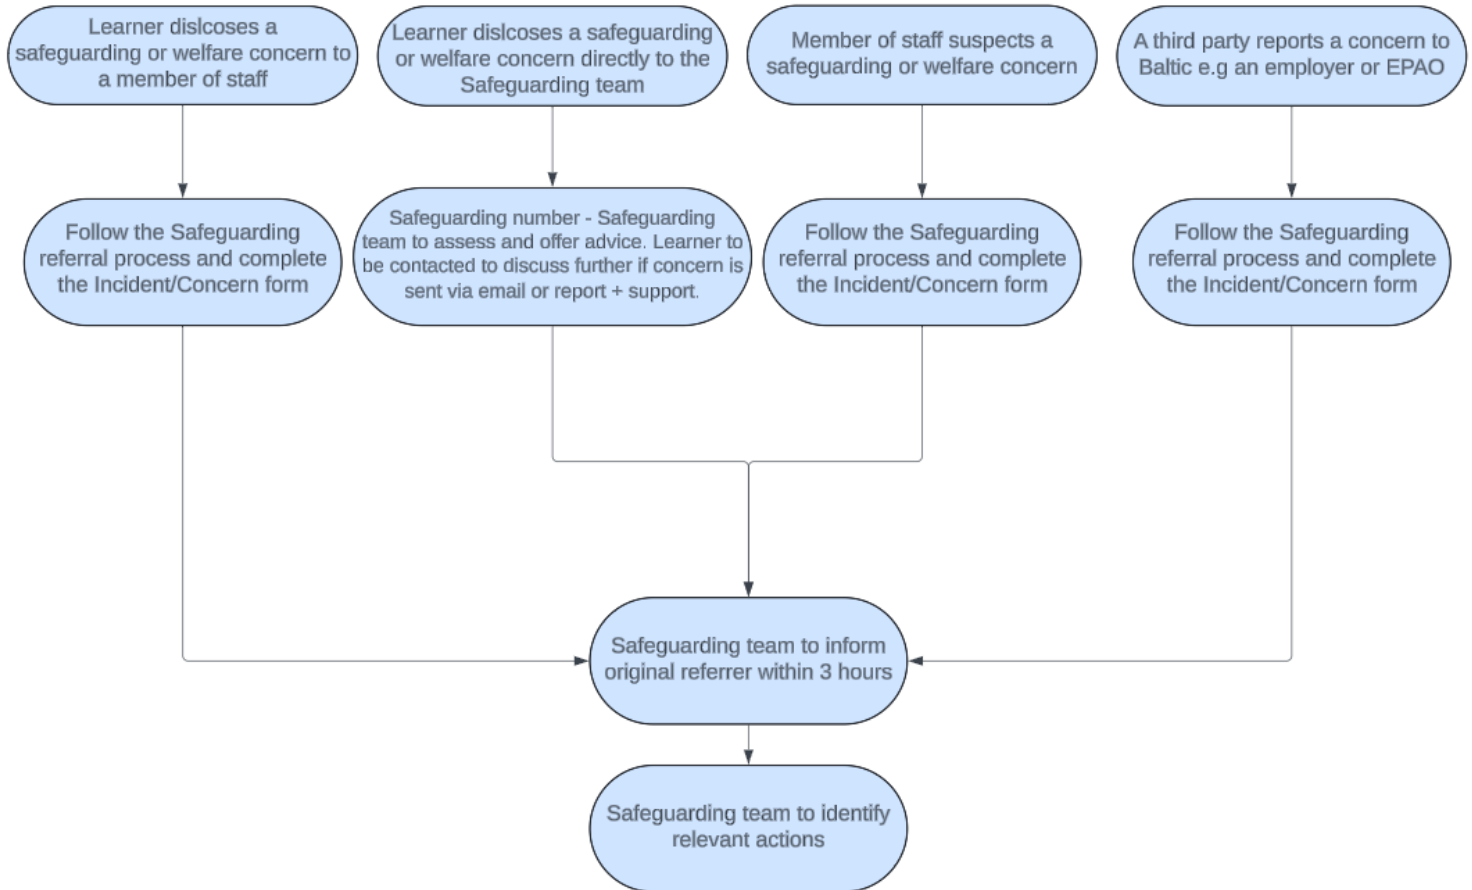 Learner dislcoses a
safeguarding or welfare concern to
a member of staff
Learner dislcoses a safeguarding
or welfare concern directly to the
Safeguarding team
Member of staff suspects a
safeguarding or welfare concern
A third party reports a concern to
Baltic e.g an employer or EPAO
Follow the Safeguarding
referral process and complete
the Incident/Concern form
Safeguarding number - Safeguarding
team to assess and offer advice. Learner to
be contacted to discuss further if concern is
sent via email or report + support.
Follow the Safeguarding
referral process and complete
the Incident/Concern form
Follow the Safeguarding
referral process and complete
the Incident/Concern form
Safeguarding team to inform
original referrer within 3 hours
Safeguarding team to identify
relevant actions